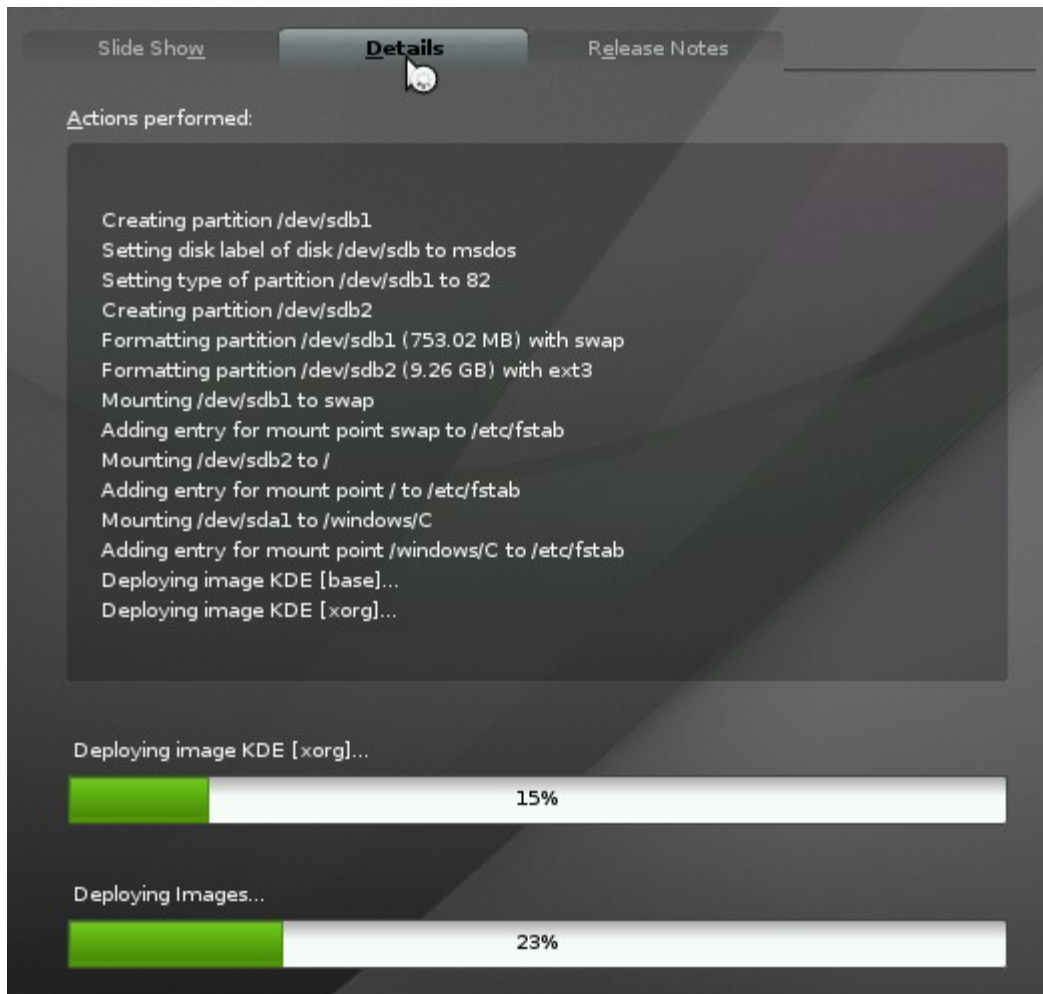 Slide Show
Details
Release Notes
Actions performed:
Creating partition /dev/sdb1
Setting disk label of disk /dev/sdb to msdos
Setting type of partition /dev/sdb1 to 82
Creating partition /dev/sdb2
Formatting partition /dev/sdb1 (753.02 MB) with swap
Formatting partition /dev/sdb2 (9.26 GB) with ext3
Mounting /dev/sdb1 to swap
Adding entry for mount point swap to /etc/fstab
Mounting /dev/sdb2 to /
Adding entry for mount point / to /etc/fstab
Mounting /dev/sda1 to /windows/C
Adding entry for mount point /windows/C to /etc/fstab
Deploying image KDE [base]...
Deploying image KDE [xorg]...
Deploying image KDE [xorg]...
15%
Deploying Images...
23%